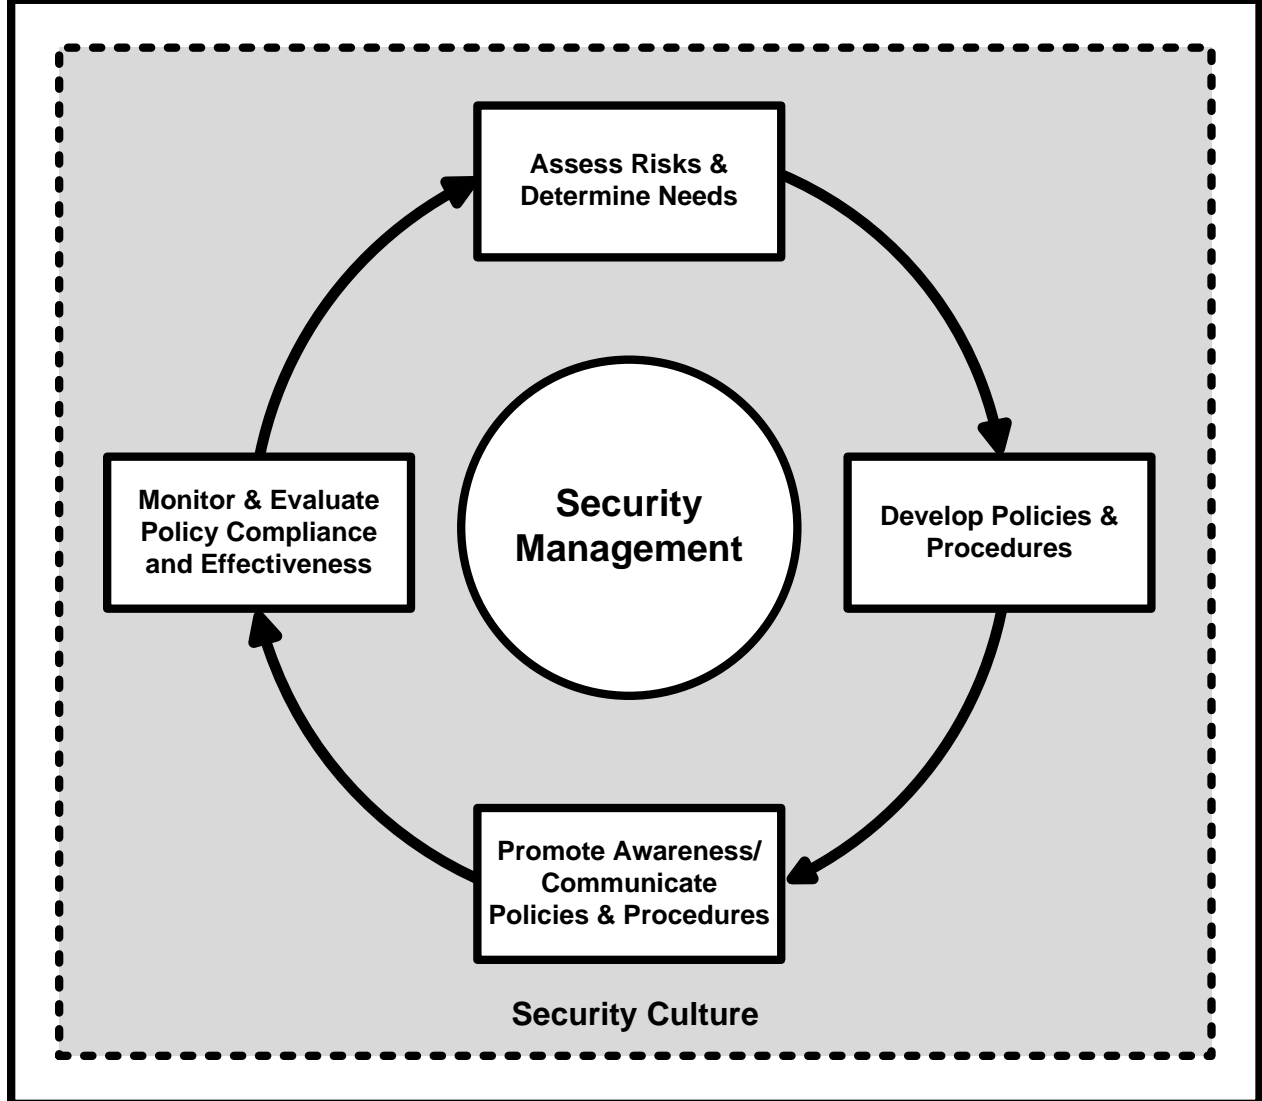 Assess Risks &
Determine Needs
Monitor & Evaluate
Policy Compliance
and Effectiveness
Security
Management
Develop Policies &
Procedures
Promote Awareness/
Communicate
Policies & Procedures
Security Culture